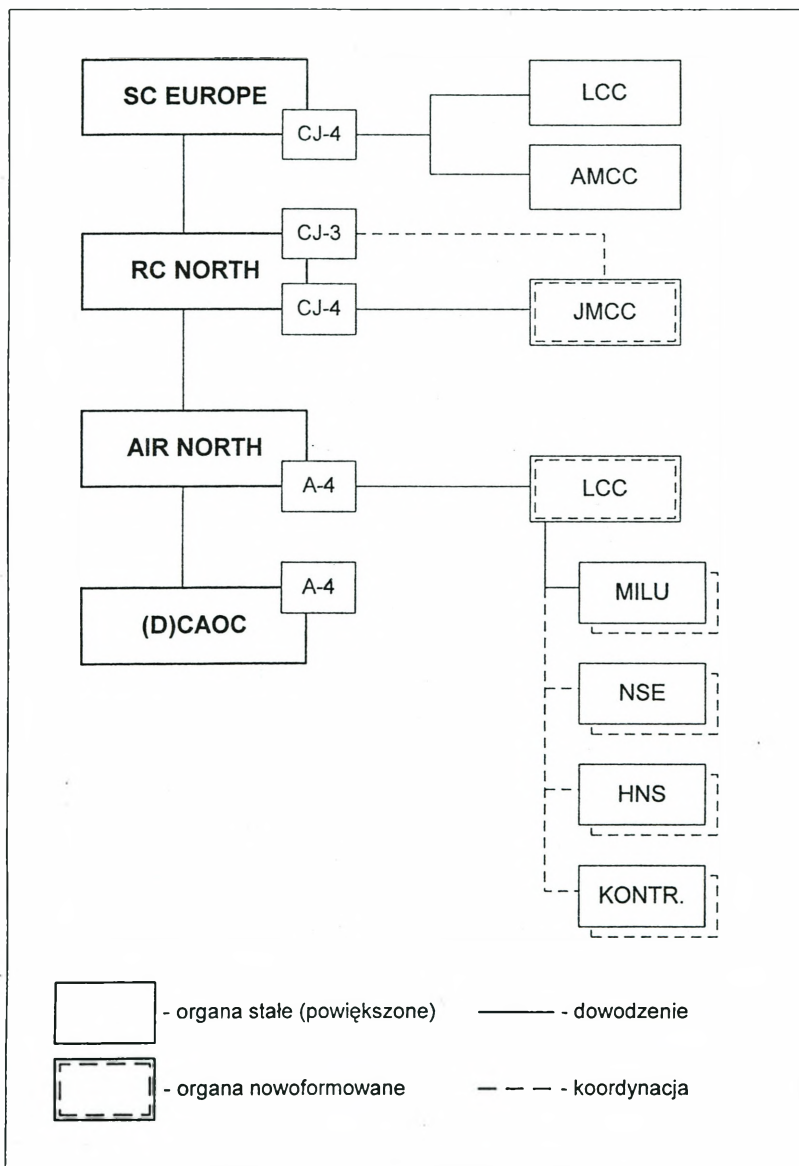 SC EUROPE
CJ-4
LCC
AMCC
CJ-3
RC NORTH
CJ-4
JMCC
AIR NORTH
A-4
LCC
A-4
(D)CAOC
MILU
NSE
HNS
KONTR.
- organa stałe (powiększone)
- dowodzenie
- organa nowoformowane
- koordynacja